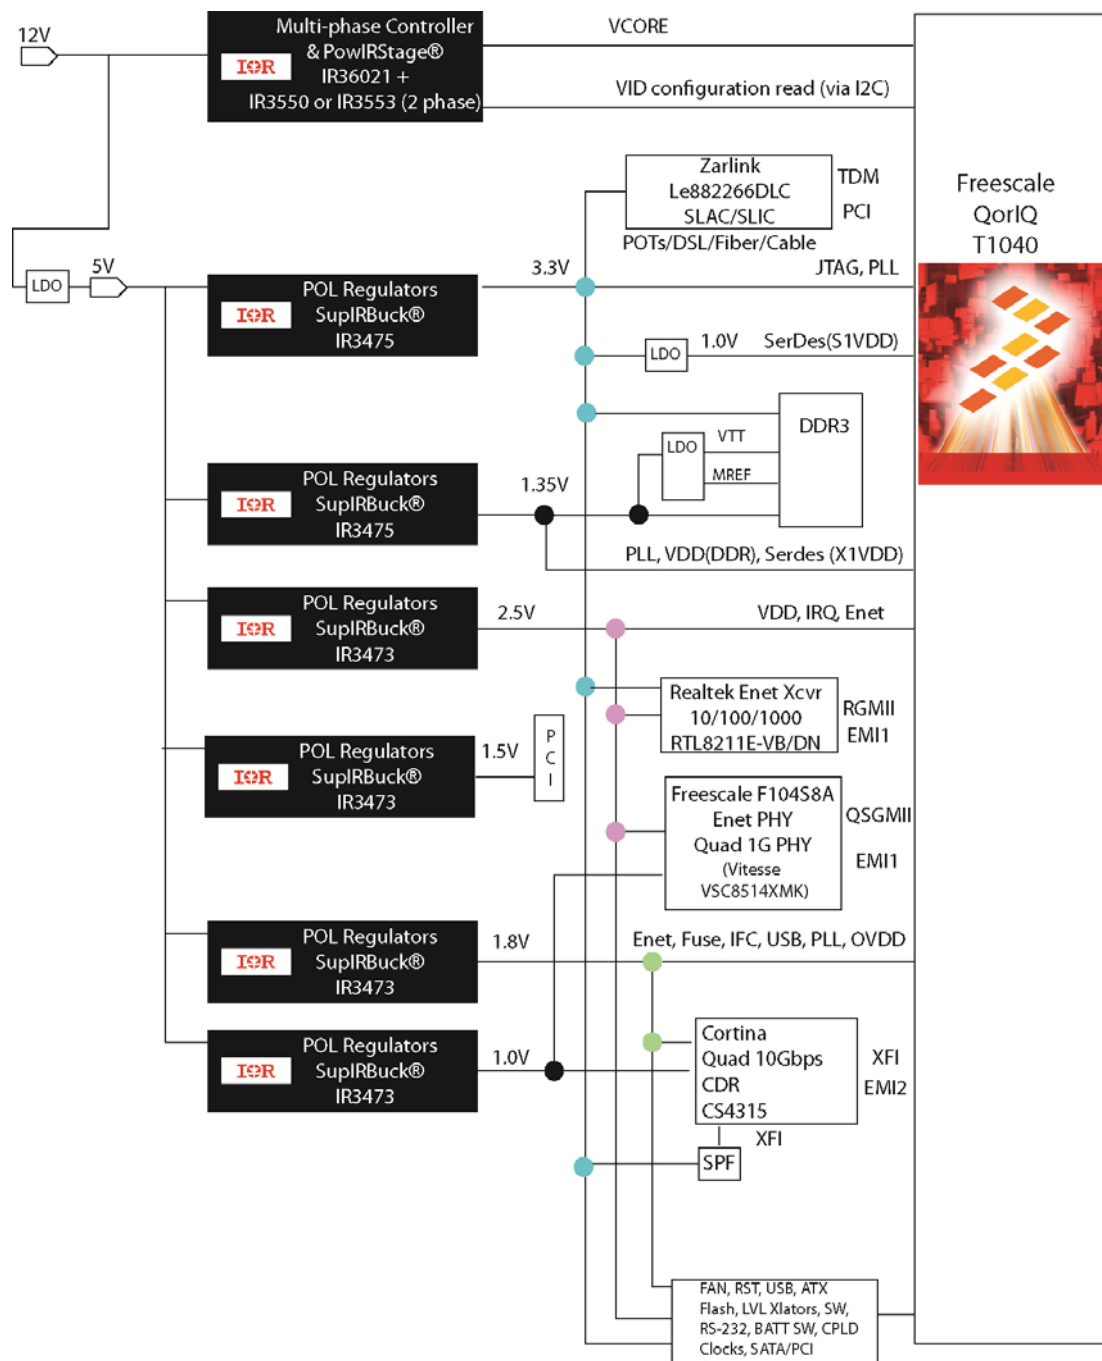 12V
IOR
Multi-phase Controller
& PowIRStage®
IR36021 +
IR3550 or IR3553 (2 phase)
VCORE
VID configuration read (via I2C)
Freescale
QorIQ
T1040
Zarlink
Le882266DLC
SLAC/SLIC
TDM
PCI
POTs/DSL/Fiber/Cable
LDO
5V
IOR
POL Regulators
SupIRBuck®
IR3475
3.3V
JTAG, PLL
LDO
1.0V
SerDes(S1VDD)
DDR3
LDO
VTT
MREF
IOR
POL Regulators
SupIRBuck®
IR3475
1.35V
PLL, VDD(DDR), Serdes (X1VDD)
IOR
POL Regulators
SupIRBuck®
IR3473
2.5V
VDD, IRQ, Enet
Realtek Enet Xcvr
10/100/1000
RTL8211E-VB/DN
RGMII
EMI1
IOR
POL Regulators
SupIRBuck®
IR3473
1.5V
P
C
I
Freescale F104S8A
Enet PHY
Quad 1G PHY
(Vitesse
VSC8514XMK)
QSGMII
EMI1
IOR
POL Regulators
SupIRBuck®
IR3473
1.8V
Enet, Fuse, IFC, USB, PLL, OVDD
IOR
POL Regulators
SupIRBuck®
IR3473
1.0V
Cortina
Quad 10Gbps
CDR
CS4315
XFI
EMI2
XFI
SPF
FAN, RST, USB, ATX
Flash, LVL Xlators, SW,
RS-232, BATT SW, CPLD
Clocks, SATA/PCI